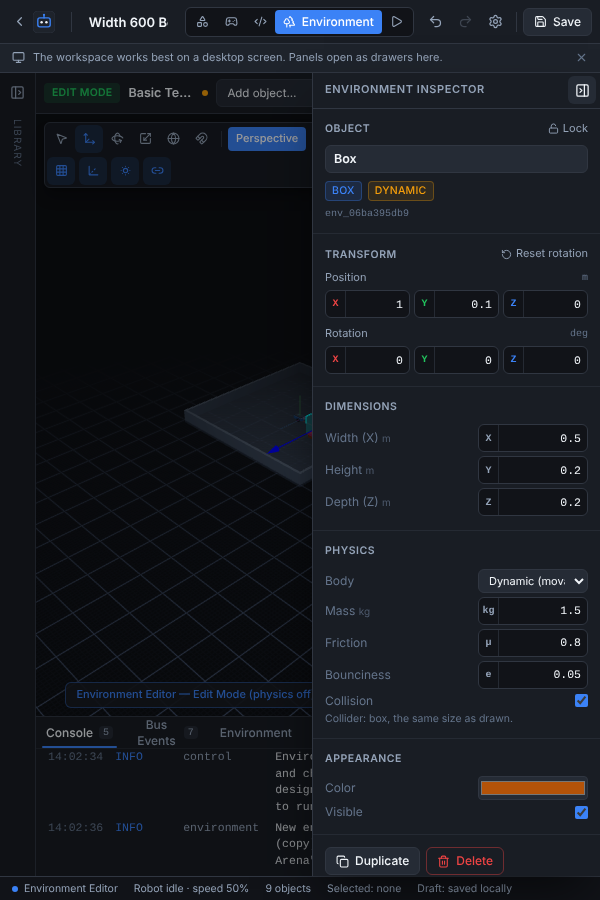 Width 600 B
Environment
Save
The workspace works best on a desktop screen. Panels open as drawers here.
LIBRARY
EDIT MODE
Basic Te...
Add object...
Perspective
Environment Editor — Edit Mode (physics off
Console 5
Bus Events 7
Environment
14:02:34 INFO control
and
design
to
14:02:36 INFO environment New
(copy
Arena"
ENVIRONMENT INSPECTOR
OBJECT
Lock
Box
BOX
DYNAMIC
env_06ba395db9
TRANSFORM
Reset rotation
Position m
X 1 Y 0.1 Z 0
Rotation deg
X 0 Y 0 Z 0
DIMENSIONS
Width (X) m X 0.5
Height m Y 0.2
Depth (Z) m Z 0.2
PHYSICS
Body Dynamic (mova
Mass kg kg 1.5
Friction μ 0.8
Bounciness e 0.05
Collision
Collider: box, the same size as drawn.
APPEARANCE
Color
Visible
Duplicate
Delete
Environment Editor Robot idle · speed 50% 9 objects Selected: none Draft: saved locally